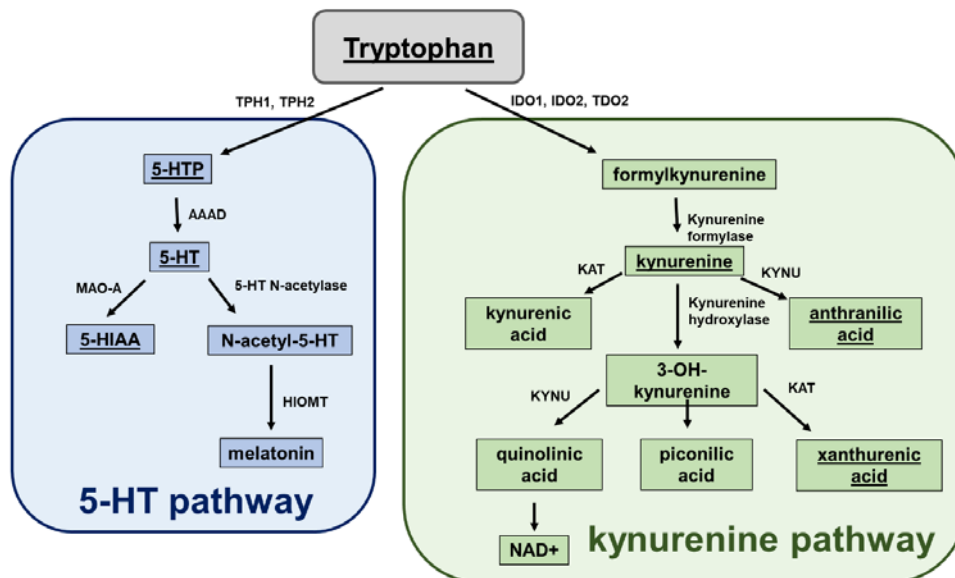 Tryptophan
TPH1, TPH2
IDO1, IDO2, TDO2
5-HTP
AAAD
5-HT
MAO-A
5-HT N-acetylase
5-HIAA
N-acetyl-5-HT
HIOMT
melatonin
5-HT pathway
formylkynurenine
Kynurenine
formylase
kynurenine
KAT
KYNU
kynurenic
acid
Kynurenine
hydroxylase
anthranilic
acid
3-OH-
kynurenine
KYNU
KAT
quinolinic
acid
piconilic
acid
xanthurenic
acid
NAD+
kynurenine pathway